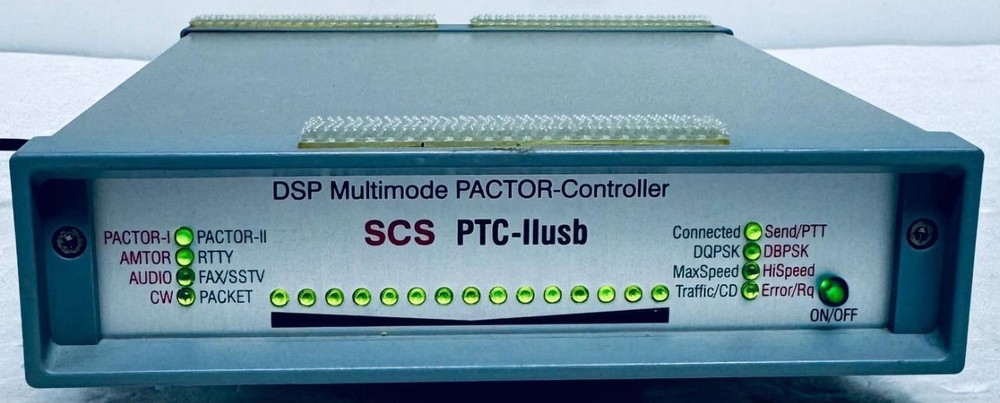 DSP Multimode PACTOR-Controller
SCS PTC-IIusb
PACTOR-I PACTOR-II
AMTOR RTTY
AUDIO FAX/SSTV
CW PACKET
Connected Send/PTT
DQPSK DBPSK
MaxSpeed HiSpeed
Traffic/CD Error/Rq
ON/OFF